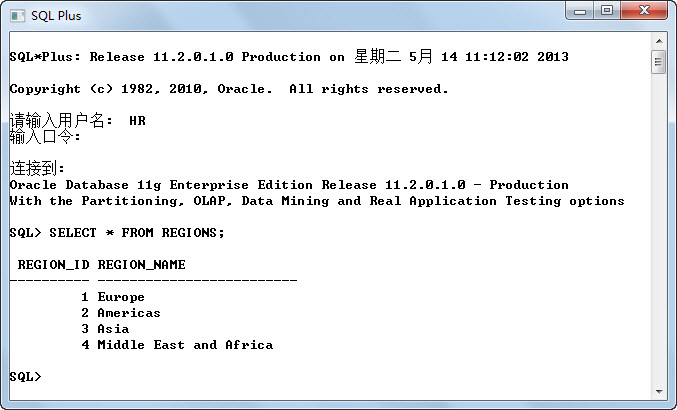 SQL Plus
SQL*Plus: Release 11.2.0.1.0 Production on 星期二 5月 14 11:12:02 2013
Copyright (c) 1982, 2010, Oracle.  All rights reserved.
请输入用户名:  HR
输入口令:
连接到:
Oracle Database 11g Enterprise Edition Release 11.2.0.1.0 - Production
With the Partitioning, OLAP, Data Mining and Real Application Testing options
SQL> SELECT * FROM REGIONS;
 REGION_ID REGION_NAME
---------- -------------------------
         1 Europe
         2 Americas
         3 Asia
         4 Middle East and Africa
SQL>